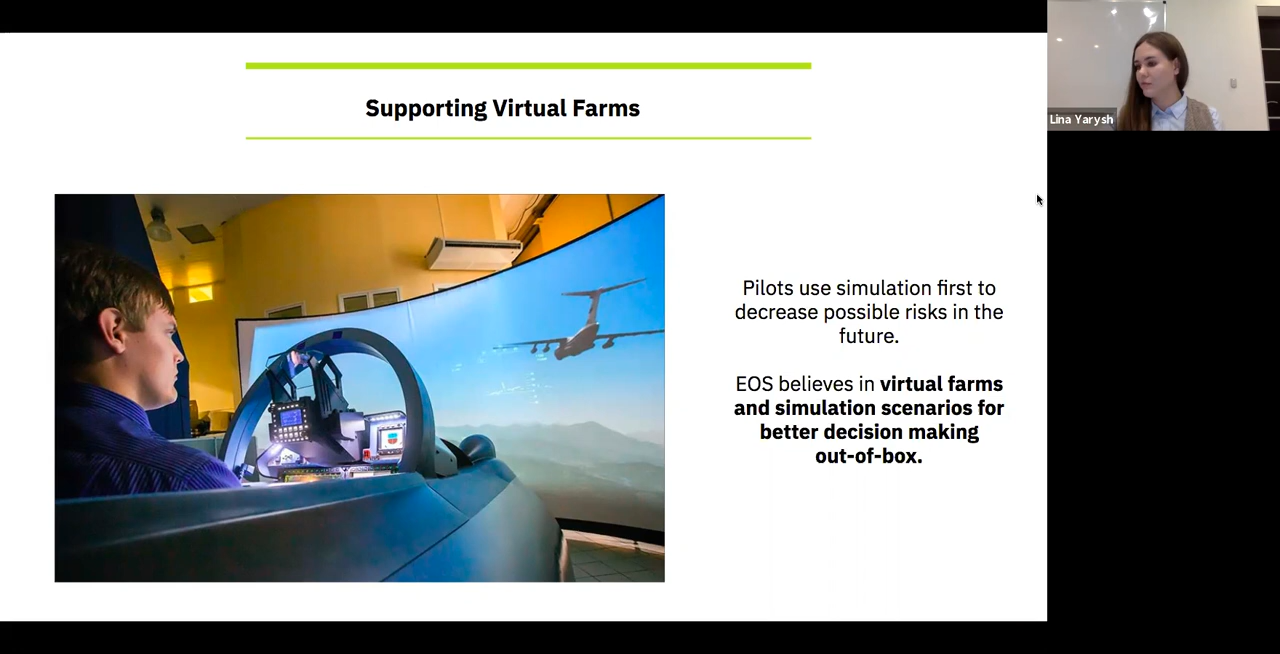 Supporting Virtual Farms
Lina Yarysh
Pilots use simulation first to
decrease possible risks in the
future.
EOS believes in virtual farms
and simulation scenarios for
better decision making
out-of-box.